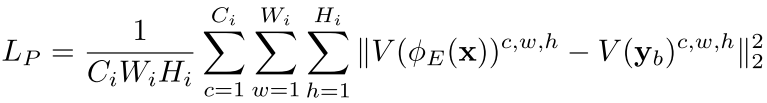 $L_P = \frac{1}{C_i W_i H_i} \sum_{c=1}^{C_i} \sum_{w=1}^{W_i} \sum_{h=1}^{H_i} \| V(\phi_E(\mathbf{x}))^{c,w,h} - V(\mathbf{y}_b)^{c,w,h} \|_2^2$